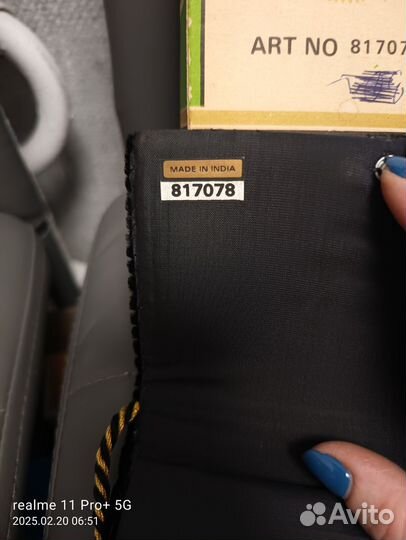 ART NO 81707
MADE IN INDIA
817078
realme 11 Pro+ 5G
2025.02.20 06:51
Avito